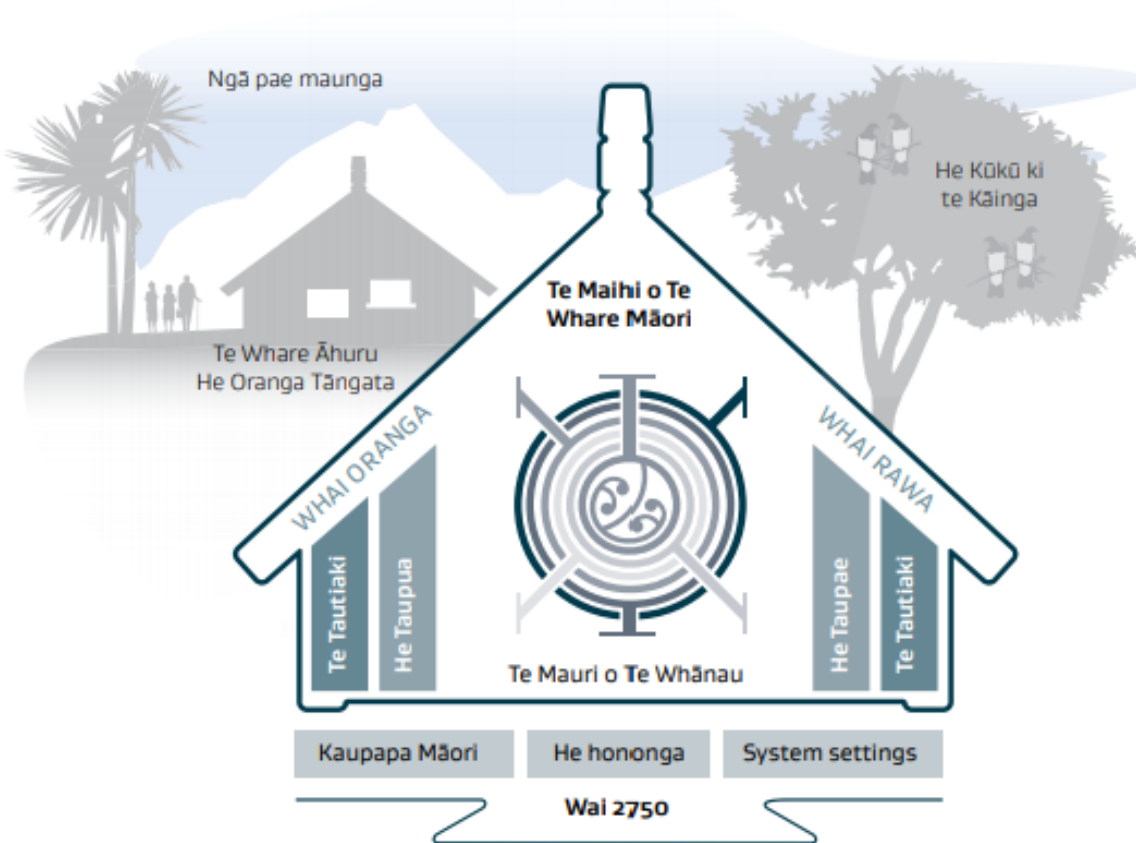 Ngā pae maunga
He Kūkū ki
te Kāinga
Te Maihi o Te
Whare Māori
Te Whare Āhuru
He Oranga Tāngata
WHAI ORANGA
WHAI RAWA
Te Tautiaki
He Taupua
He Taupae
Te Tautiaki
Te Mauri o Te Whānau
Kaupapa Māori
He hononga
System settings
Wai 2750